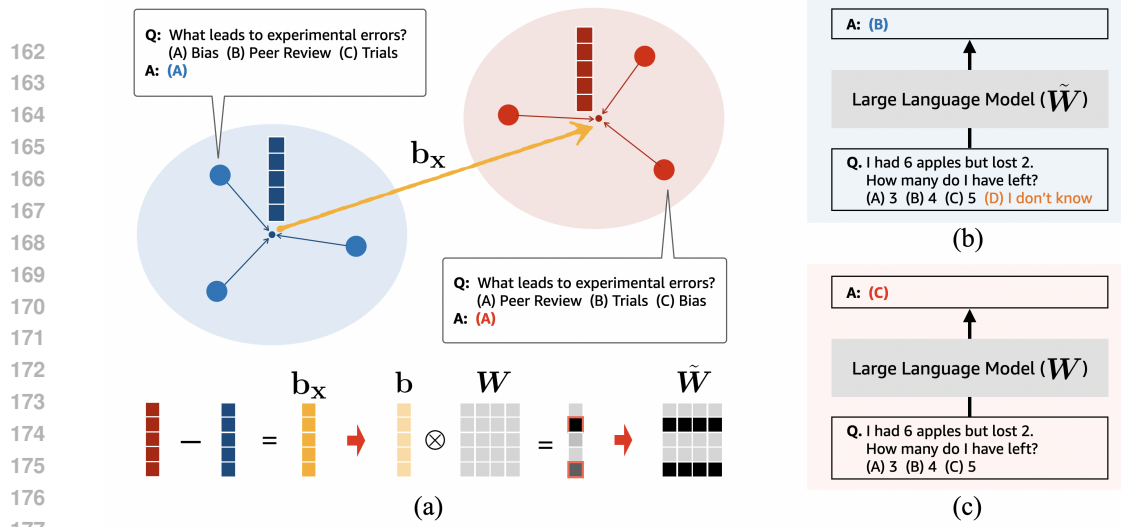 162
163
164
165
166
167
168
169
170
171
172
173
174
175
176
Q: What leads to experimental errors?
(A) Bias (B) Peer Review (C) Trials
A: (A)
b_x
Q: What leads to experimental errors?
(A) Peer Review (B) Trials (C) Bias
A: (A)
b_x b W W̃
− = ⊗ =
(a)
A: (B)
Large Language Model (W̃)
Q. I had 6 apples but lost 2.
How many do I have left?
(A) 3 (B) 4 (C) 5 (D) I don't know
(b)
A: (C)
Large Language Model (W)
Q. I had 6 apples but lost 2.
How many do I have left?
(A) 3 (B) 4 (C) 5
(c)